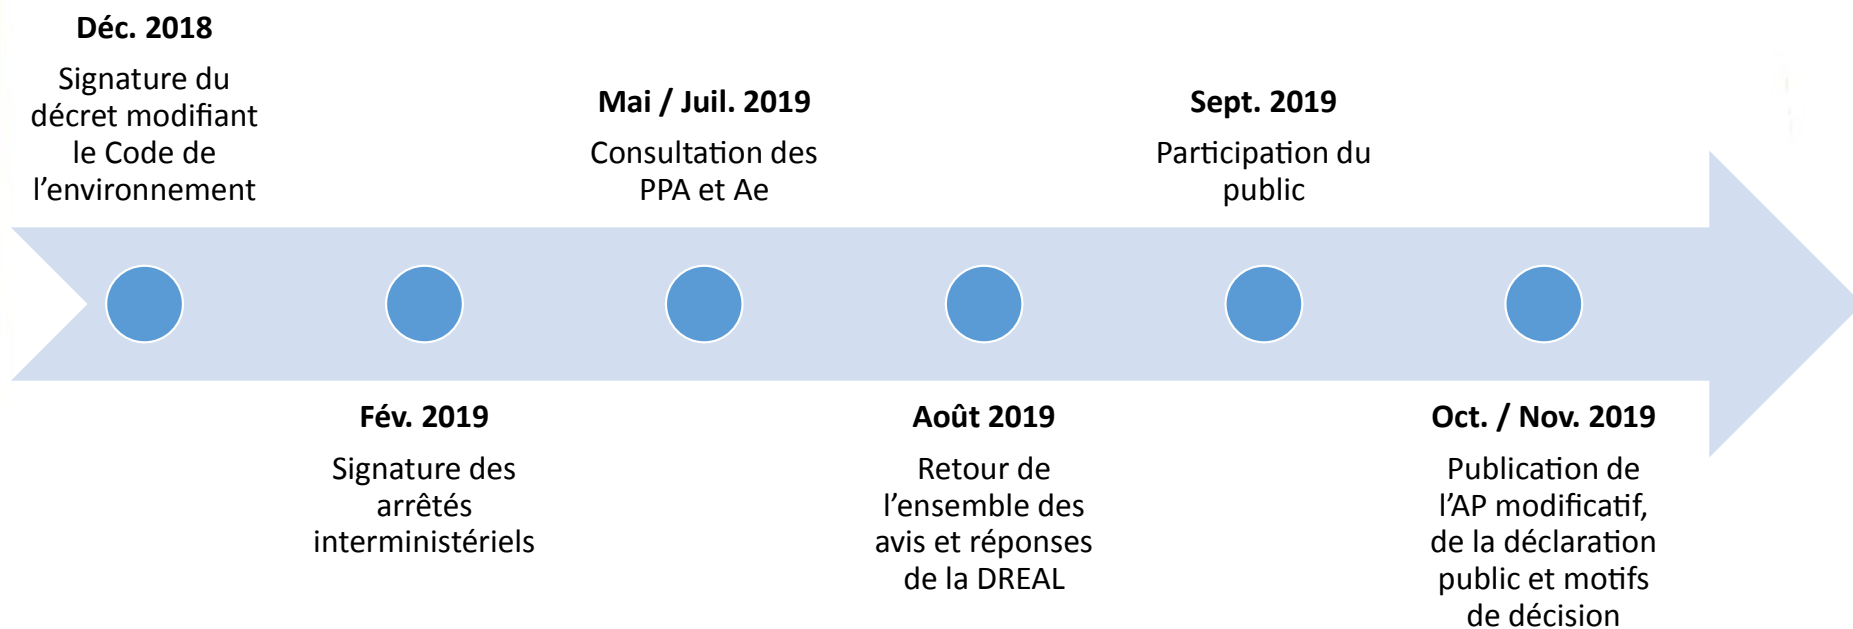 Déc. 2018
Signature du
décret modifiant
le Code de
l’environnement
Fév. 2019
Signature des
arrêtés
interministériels
Mai / Juil. 2019
Consultation des
PPA et Ae
Août 2019
Retour de
l’ensemble des
avis et réponses
de la DREAL
Sept. 2019
Participation du
public
Oct. / Nov. 2019
Publication de
l’AP modificatif,
de la déclaration
public et motifs
de décision